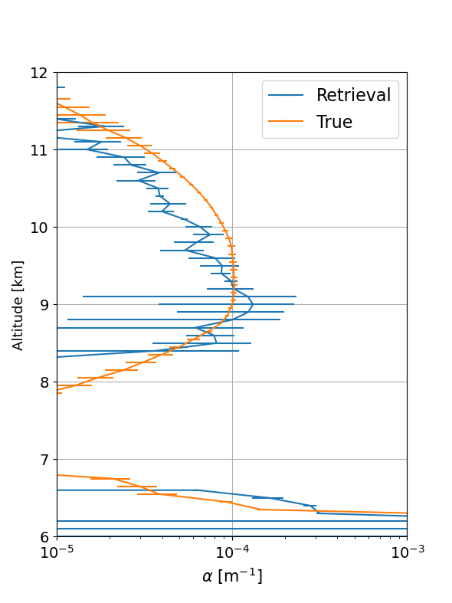 Retrieval
True
12
11
10
9
8
7
6
Altitude [km]
10⁻⁵
10⁻⁴
10⁻³
α [m⁻¹]